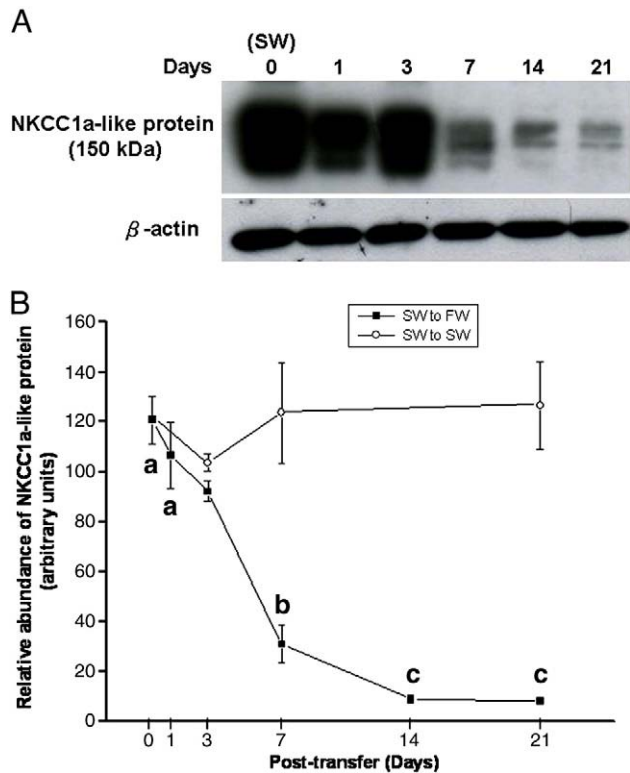 A
(SW)
Days 0 1 3 7 14 21
NKCC1a-like protein
(150 kDa)
β-actin
B
Relative abundance of NKCC1a-like protein
(arbitrary units)
160
140
120
100
80
60
40
20
0
SW to FW
SW to SW
a
a
b
c
c
0 1 3 7 14 21
Post-transfer (Days)